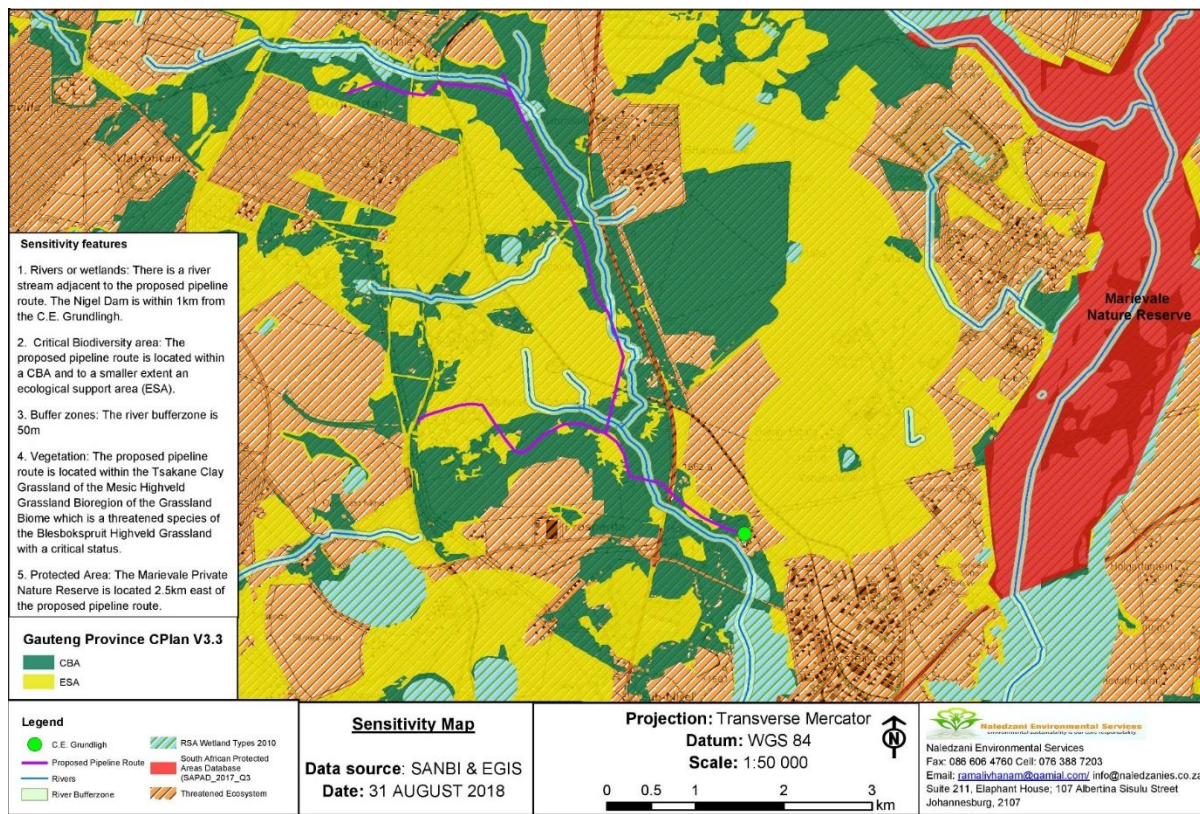 Sensitivity features
1. Rivers or wetlands: There is a river
stream adjacent to the proposed pipeline
route. The Nigel Dam is within 1km from
the C.E. Grundlingh.
2. Critical Biodiversity area: The
proposed pipeline route is located within
a CBA and to a smaller extent an
ecological support area (ESA).
3. Buffer zones: The river bufferzone is
50m
4. Vegetation: The proposed pipeline
route is located within the Tsakane Clay
Grassland of the Mesic Highveld
Grassland Bioregion of the Grassland
Biome which is a threatened species of
the Blesbokspruit Highveld Grassland
with a critical status.
5. Protected Area: The Marievale Private
Nature Reserve is located 2.5km east of
the proposed pipeline route.
Gauteng Province CPlan V3.3
CBA
ESA
Marievale
Nature Reserve
Legend
C.E. Grundligh
Proposed Pipeline Route
Rivers
River Bufferzone
RSA Wetland Types 2010
South African Protected
Areas Database
(SAPAD_2017_Q3
Threatened Ecosystem
Sensitivity Map
Data source: SANBI & EGIS
Date: 31 AUGUST 2018
Projection: Transverse Mercator
Datum: WGS 84
Scale: 1:50 000
N
0 0.5 1 2 3
km
Naledzani Environmental Services
environmental sustainability is our core responsibility
Naledzani Environmental Services
Fax: 086 606 4760 Cell: 076 388 7203
Email: ramalivhanam@gamial.com/ info@naledzanies.co.za
Suite 211, Elaphant House; 107 Albertina Sisulu Street
Johannesburg, 2107